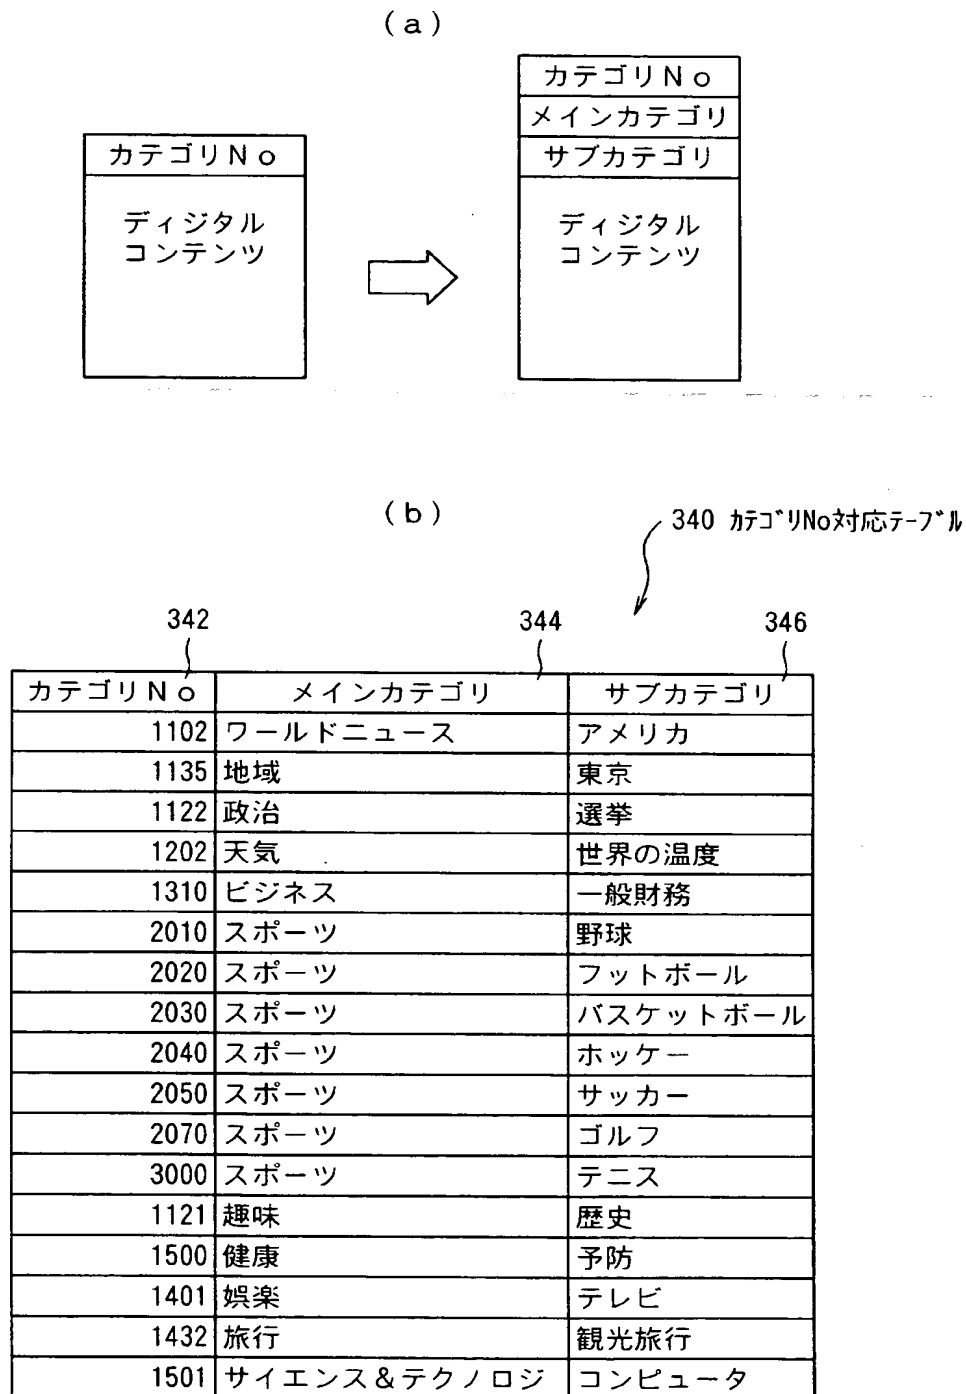 (a)
カテゴリNo
ディジタル
コンテンツ
カテゴリNo
メインカテゴリ
サブカテゴリ
ディジタル
コンテンツ
(b)
340 ｶﾃｺﾞﾘNo対応ﾃｰﾌﾞﾙ
342 344 346
カテゴリNo メインカテゴリ サブカテゴリ
1102 ワールドニュース アメリカ
1135 地域 東京
1122 政治 選挙
1202 天気 世界の温度
1310 ビジネス 一般財務
2010 スポーツ 野球
2020 スポーツ フットボール
2030 スポーツ バスケットボール
2040 スポーツ ホッケー
2050 スポーツ サッカー
2070 スポーツ ゴルフ
3000 スポーツ テニス
1121 趣味 歴史
1500 健康 予防
1401 娯楽 テレビ
1432 旅行 観光旅行
1501 サイエンス＆テクノロジ コンピュータ